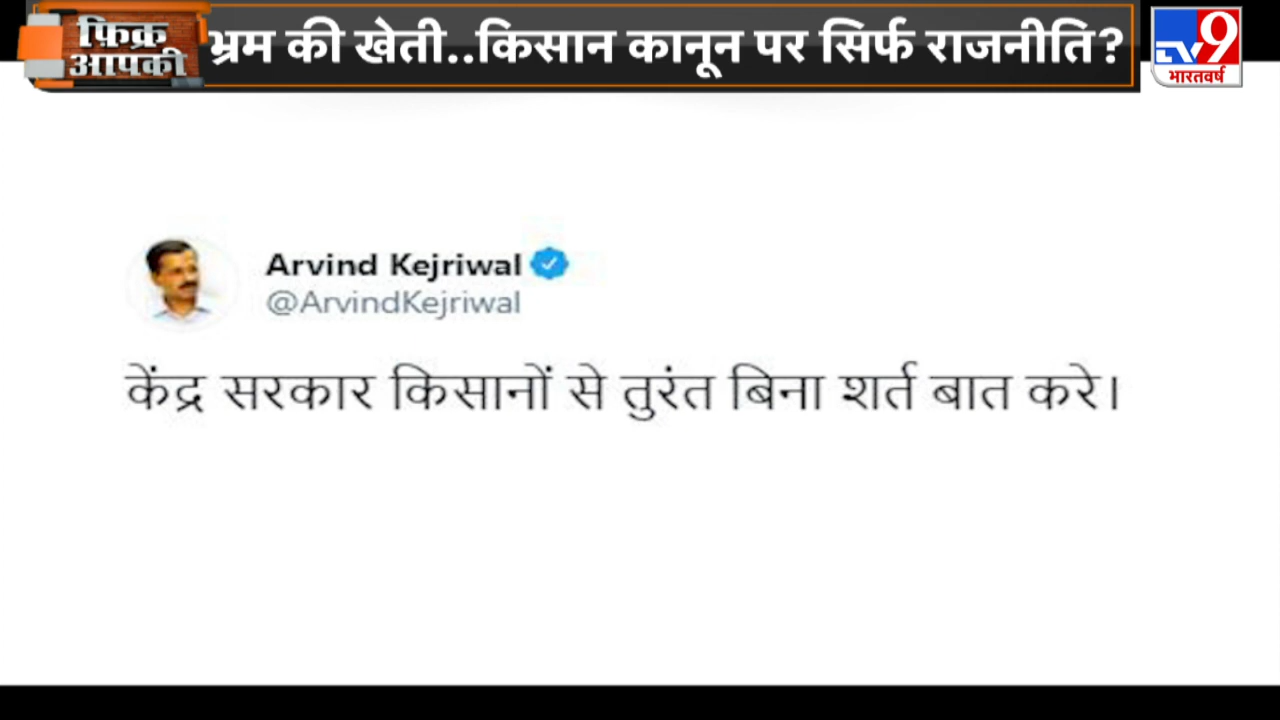 फिक्र
आपकी
भ्रम की खेती..किसान कानून पर सिर्फ राजनीति?
TV9
भारतवर्ष
Arvind Kejriwal
@ArvindKejriwal
केंद्र सरकार किसानों से तुरंत बिना शर्त बात करे।